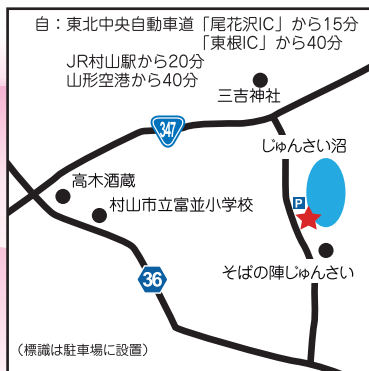 自：東北中央自動車道「尾花沢IC」から15分
「東根IC」から40分
JR村山駅から20分
山形空港から40分
三吉神社
347
じゅんさい沼
高木酒蔵
P
村山市立富並小学校
そばの陣じゅんさい
36
（標識は駐車場に設置）